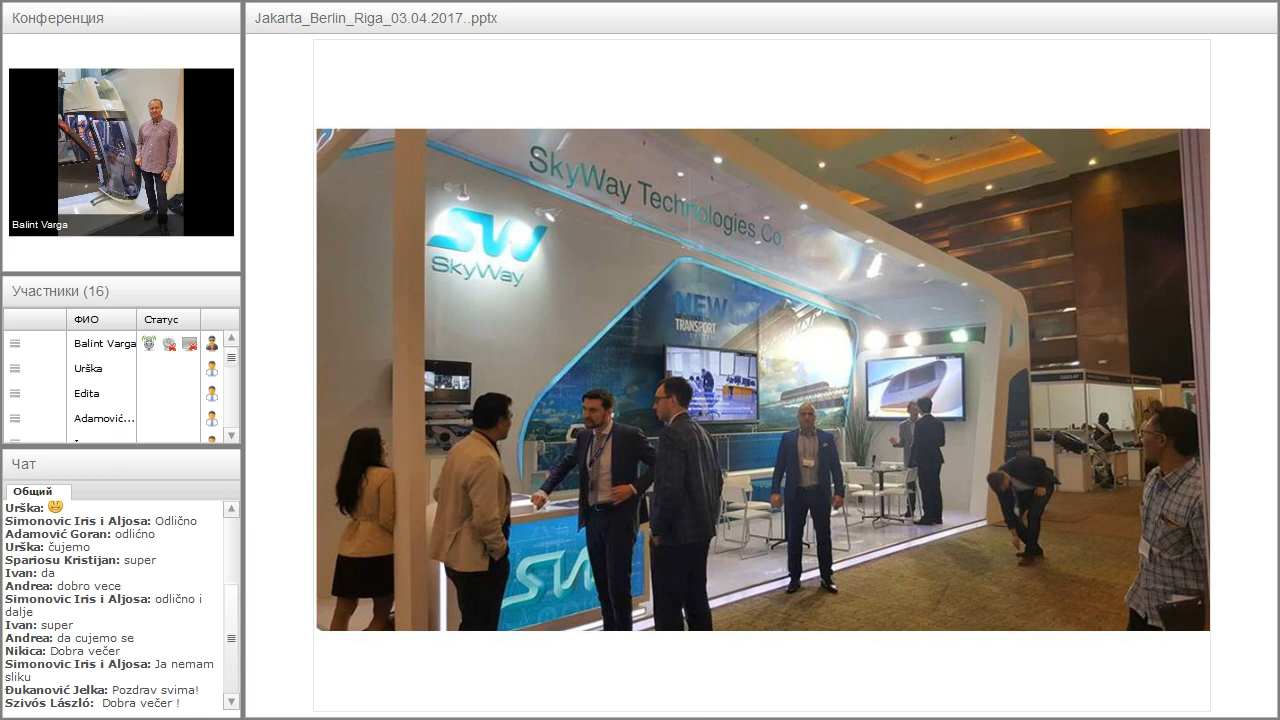 Конференция
Balint Varga
Участники (16)
ФИО Статус
Balint Varga
Urška
Edita
Adamović...
Чат
Общий
Urška:
Simonovic Iris i Aljosa: Odlično
Adamović Goran: odlično
Urška: čujemo
Spariosu Kristijan: super
Ivan: da
Andrea: dobro vece
Simonovic Iris i Aljosa: odlično i
dalje
Ivan: super
Andrea: da cujemo se
Nikica: Dobra večer
Simonovic Iris i Aljosa: Ja nemam
sliku
Đukanović Jelka: Pozdrav svima!
Szivós László: Dobra večer !
Jakarta_Berlin_Riga_03.04.2017..pptx
SkyWay Technologies Co.
SW
SkyWay
NEW
TRANSPORT
SW